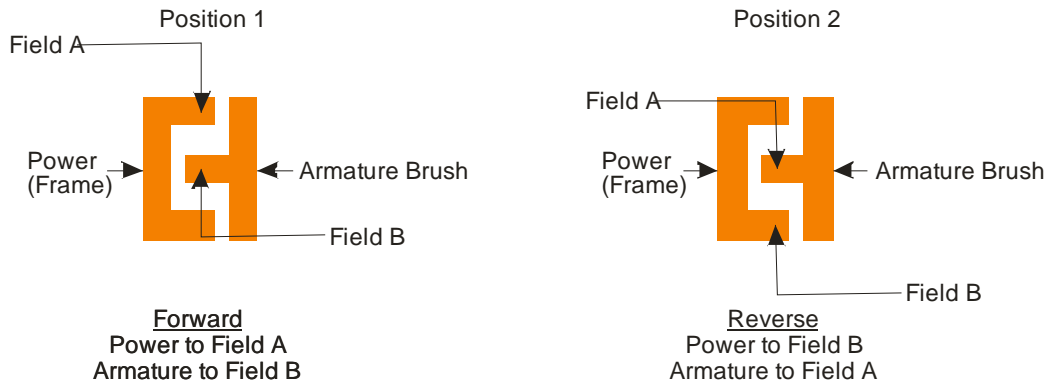 Position 1
Field A
Power
(Frame)
Armature Brush
Field B
Forward
Power to Field A
Armature to Field B
Position 2
Field A
Power
(Frame)
Armature Brush
Field B
Reverse
Power to Field B
Armature to Field A